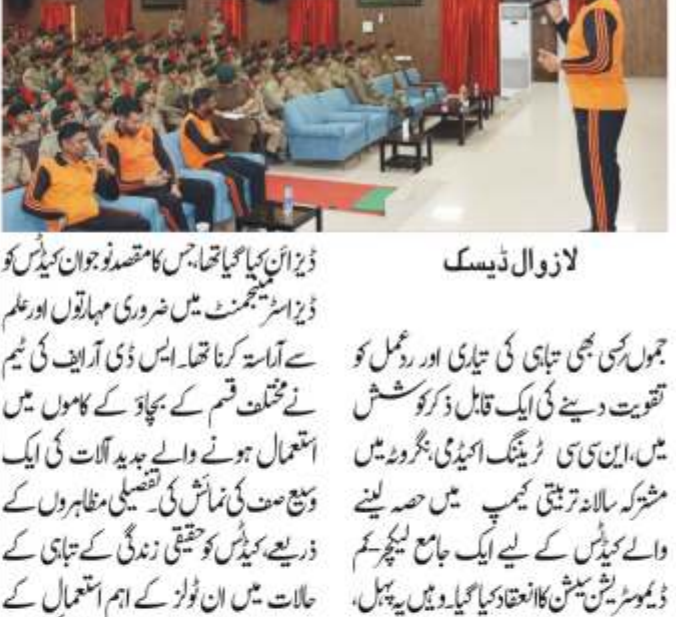 لازوال ڈیسک
جموں//کسی بھی تباہی کی تیاری اور ردعمل کو
تقویت دینے کی ایک قابل ذکر کوشش
میں، این سی سی ٹریننگ اکیڈمی، نگروٹہ میں
مشترکہ سالانہ تربیتی کیمپ میں حصہ لینے
والے کیڈٹس کے لیے ایک جامع لیکچر کم
ڈیموسٹریشن سیشن کا انعقاد کیا گیا۔وہیں یہ پہل،
ڈیزائن کیا گیا تھا، جس کا مقصد نوجوان کیڈٹس کو
ڈیزاسٹر مینجمنٹ میں ضروری مہارتوں اور علم
سے آراستہ کرنا تھا۔ ایس ڈی آر ایف کی ٹیم
نے مختلف قسم کے بچاؤ کے کاموں میں
استعمال ہونے والے جدید آلات کی ایک
وسیع صف کی نمائش کی۔ تفصیلی مظاہروں کے
ذریعے، کیڈٹس کو حقیقی زندگی کے تباہی کے
حالات میں ان ٹولز کے اہم استعمال کے